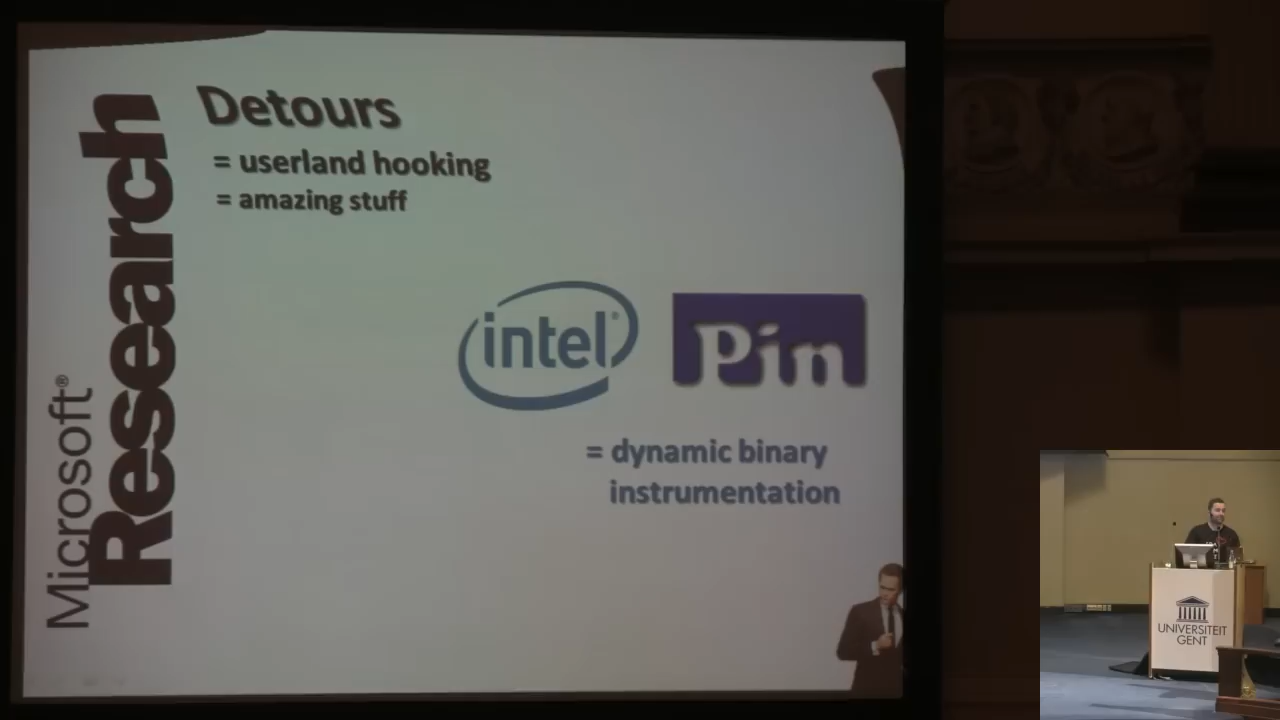 Microsoft®
Research
Detours
= userland hooking
= amazing stuff
intel®
Pin
= dynamic binary
instrumentation
UNIVERSITEIT
GENT